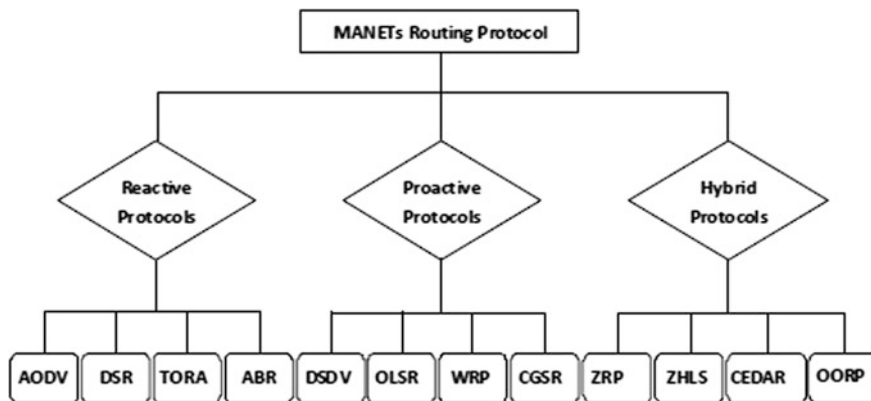 MANETs Routing Protocol
Reactive
Protocols
Proactive
Protocols
Hybrid
Protocols
AODV
DSR
TORA
ABR
DSDV
OLSR
WRP
CGSR
ZRP
ZHLS
CEDAR
OORP